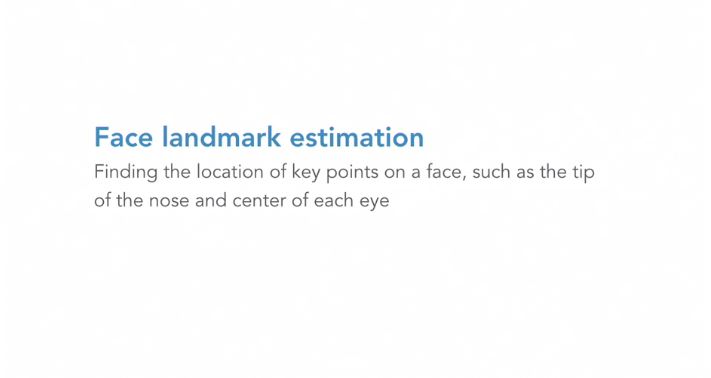 Face landmark estimation
Finding the location of key points on a face, such as the tip
of the nose and center of each eye